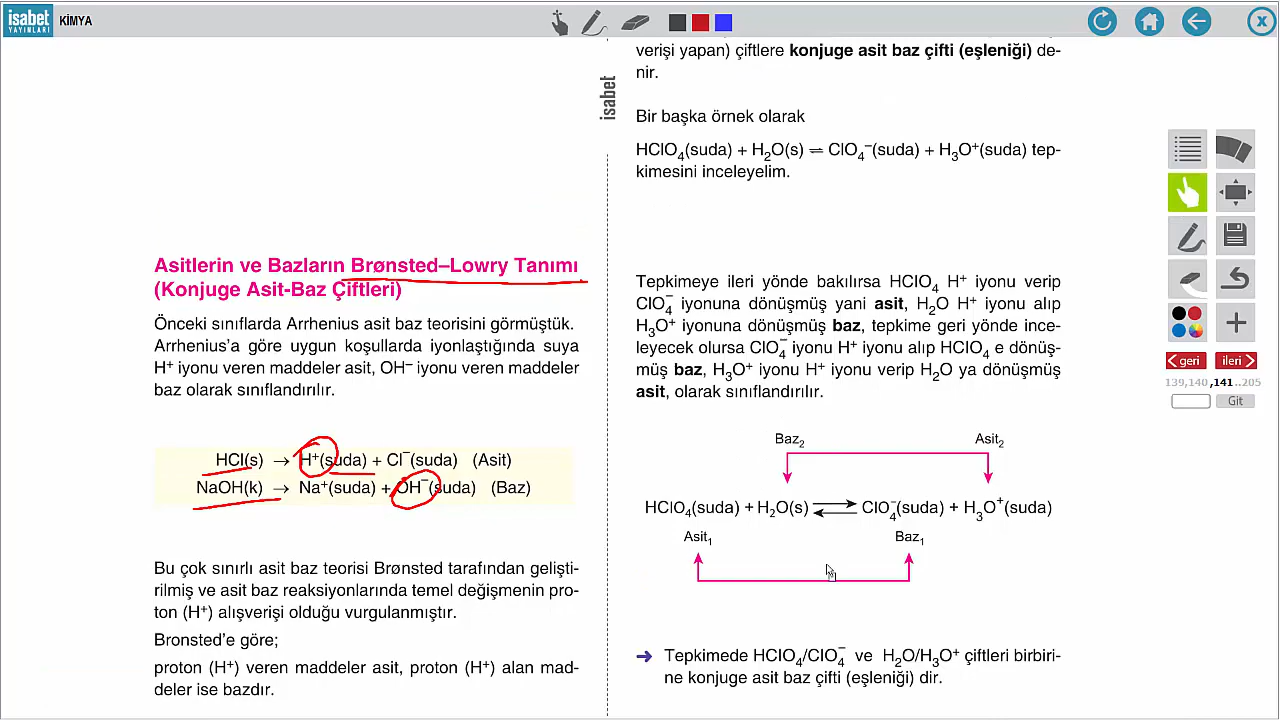 isabet
YAYINLARI
KİMYA
Asitlerin ve Bazların Brønsted–Lowry Tanımı
(Konjuge Asit-Baz Çiftleri)
Önceki sınıflarda Arrhenius asit baz teorisini görmüştük.
Arrhenius'a göre uygun koşullarda iyonlaştığında suya
H⁺ iyonu veren maddeler asit, OH⁻ iyonu veren maddeler
baz olarak sınıflandırılır.
HCl(s) → H⁺(suda) + Cl⁻(suda) (Asit)
NaOH(k) → Na⁺(suda) + OH⁻(suda) (Baz)
Bu çok sınırlı asit baz teorisi Brønsted tarafından gelişti-
rilmiş ve asit baz reaksiyonlarında temel değişmenin pro-
ton (H⁺) alışverişi olduğu vurgulanmıştır.
Bronsted'e göre;
proton (H⁺) veren maddeler asit, proton (H⁺) alan mad-
deler ise bazdır.
isabet
verişi yapan) çiftlere konjuge asit baz çifti (eşleniği) de-
nir.
Bir başka örnek olarak
HClO₄(suda) + H₂O(s) ⇌ ClO₄⁻(suda) + H₃O⁺(suda) tep-
kimesini inceleyelim.
Tepkimeye ileri yönde bakılırsa HClO₄ H⁺ iyonu verip
ClO₄⁻ iyonuna dönüşmüş yani asit, H₂O H⁺ iyonu alıp
H₃O⁺ iyonuna dönüşmüş baz, tepkime geri yönde ince-
leyecek olursa ClO₄⁻ iyonu H⁺ iyonu alıp HClO₄ e dönüş-
müş baz, H₃O⁺ iyonu H⁺ iyonu verip H₂O ya dönüşmüş
asit, olarak sınıflandırılır.
Baz₂ Asit₂
HClO₄(suda) + H₂O(s) ⇌ ClO₄⁻(suda) + H₃O⁺(suda)
Asit₁ Baz₁
➜ Tepkimede HClO₄/ClO₄⁻ ve H₂O/H₃O⁺ çiftleri birbiri-
ne konjuge asit baz çifti (eşleniği) dir.
geri ileri
139,140 ,141..205
Git